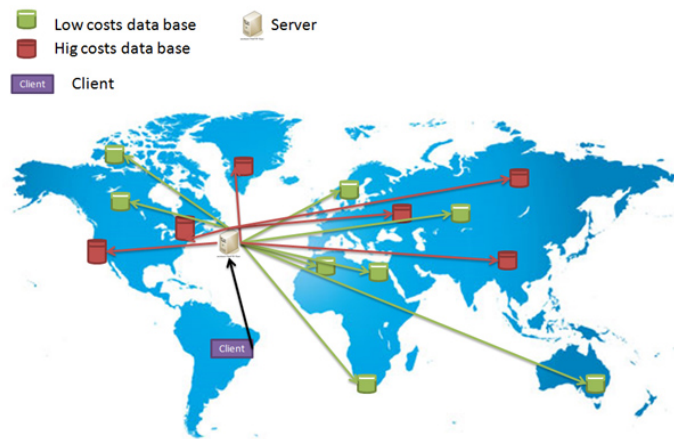 Low costs data base
Server
Hig costs data base
Client
Client
Client